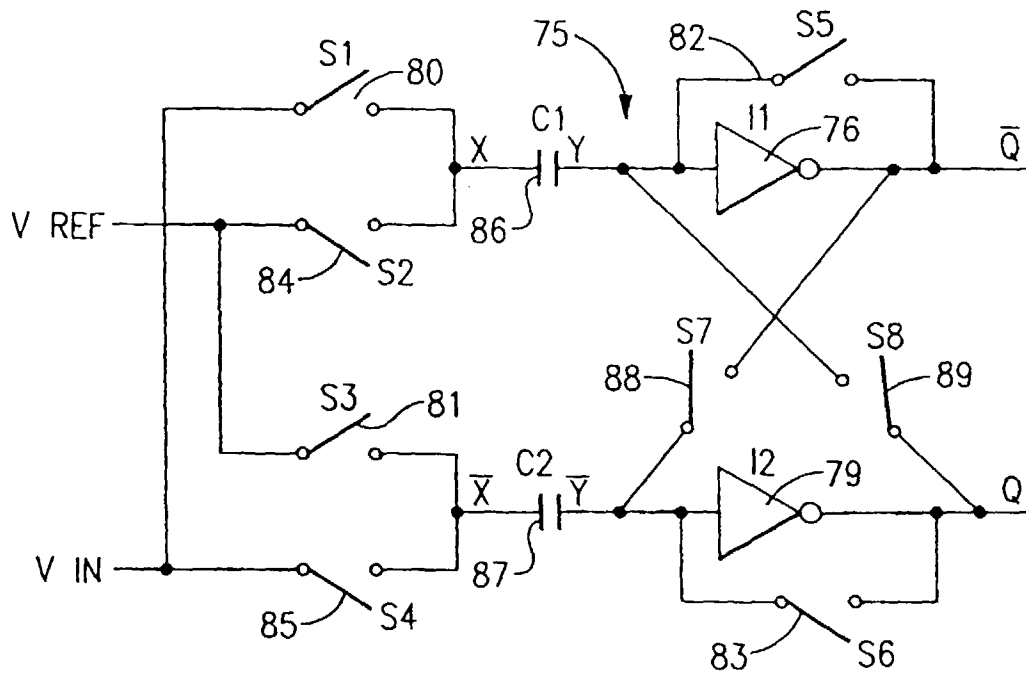 75
82
S5
S1
80
C1
I1
76
Q̅
X
Y
86
V REF
84
S2
S7
S8
88
89
S3
81
C2
I2
79
Q
X̅
Y̅
87
V IN
85
S4
83
S6